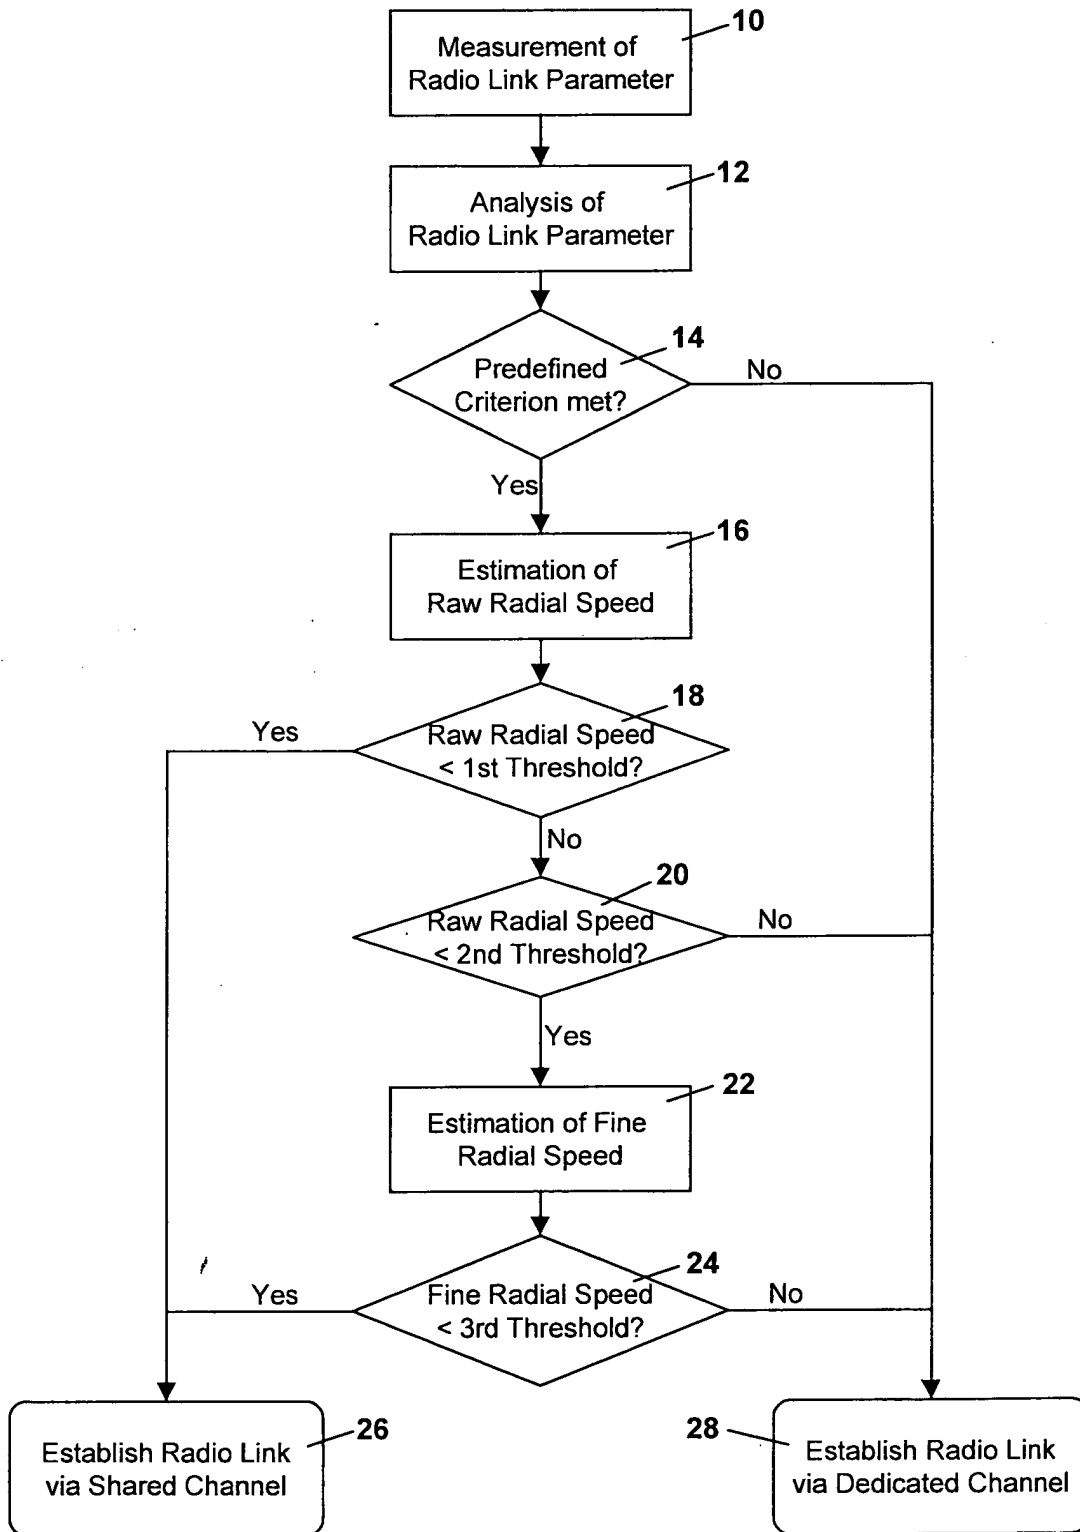 10
Measurement of
Radio Link Parameter
12
Analysis of
Radio Link Parameter
14
Predefined
Criterion met?
No
Yes
16
Estimation of
Raw Radial Speed
18
Yes
Raw Radial Speed
< 1st Threshold?
No
20
Raw Radial Speed
< 2nd Threshold?
No
Yes
22
Estimation of Fine
Radial Speed
24
Yes
Fine Radial Speed
< 3rd Threshold?
No
26
Establish Radio Link
via Shared Channel
28
Establish Radio Link
via Dedicated Channel